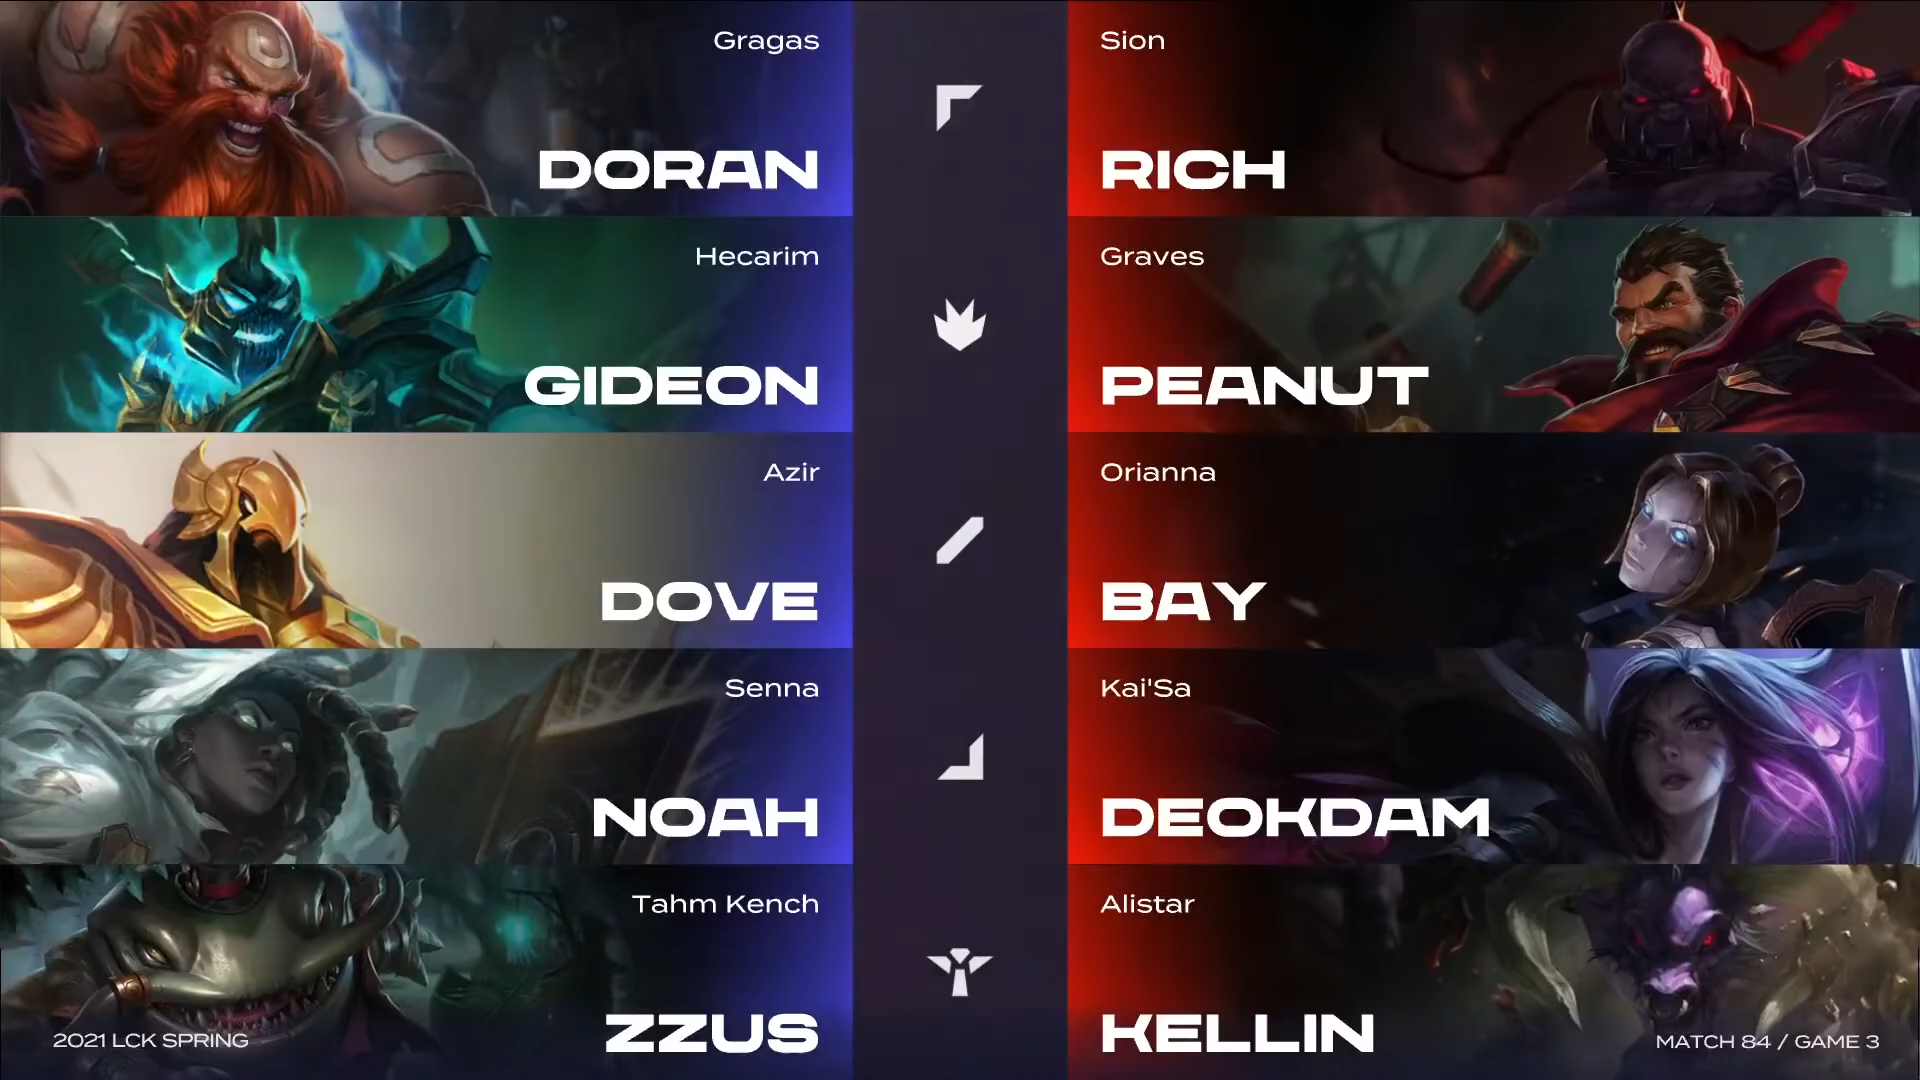 Gragas
DORAN
Sion
RICH
Hecarim
GIDEON
Graves
PEANUT
Azir
DOVE
Orianna
BAY
Senna
NOAH
Kai'Sa
DEOKDAM
Tahm Kench
ZZUS
Alistar
KELLIN
2021 LCK SPRING
MATCH 84 / GAME 3